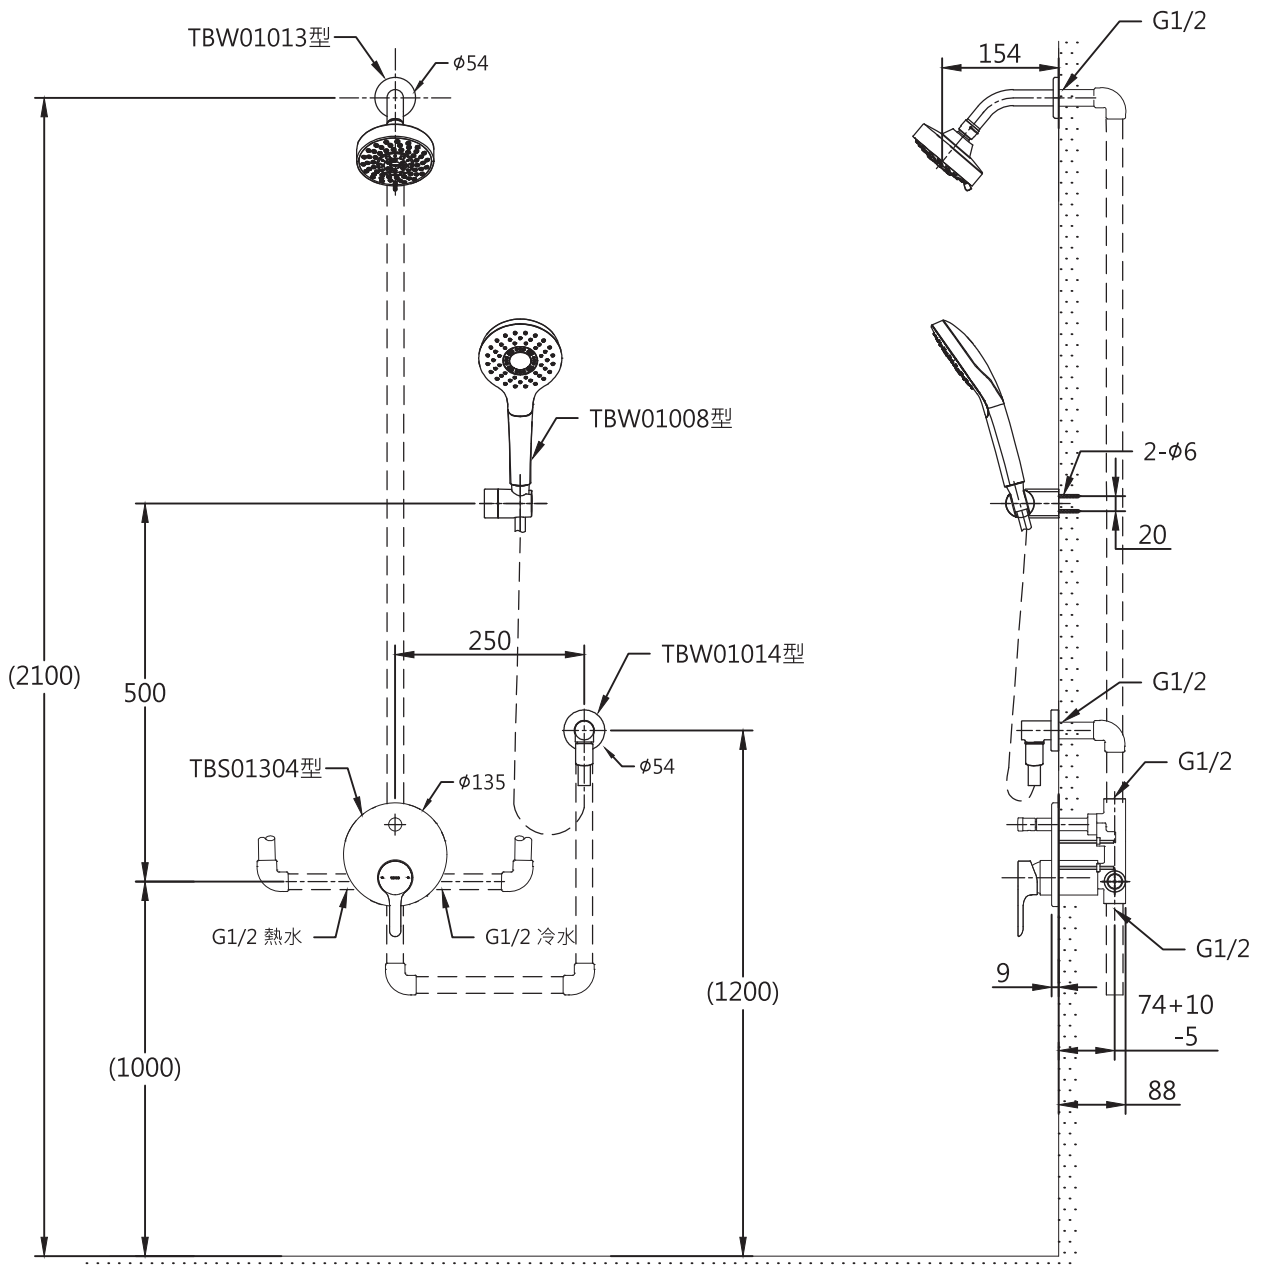 G1/2
TBW01013型
ϕ54
154
TBW01008型
2-ϕ6
20
250
TBW01014型
(2100)
500
G1/2
TBS01304型
ϕ135
ϕ54
G1/2
G1/2 熱水
G1/2 冷水
G1/2
9
(1200)
74+10
-5
(1000)
88